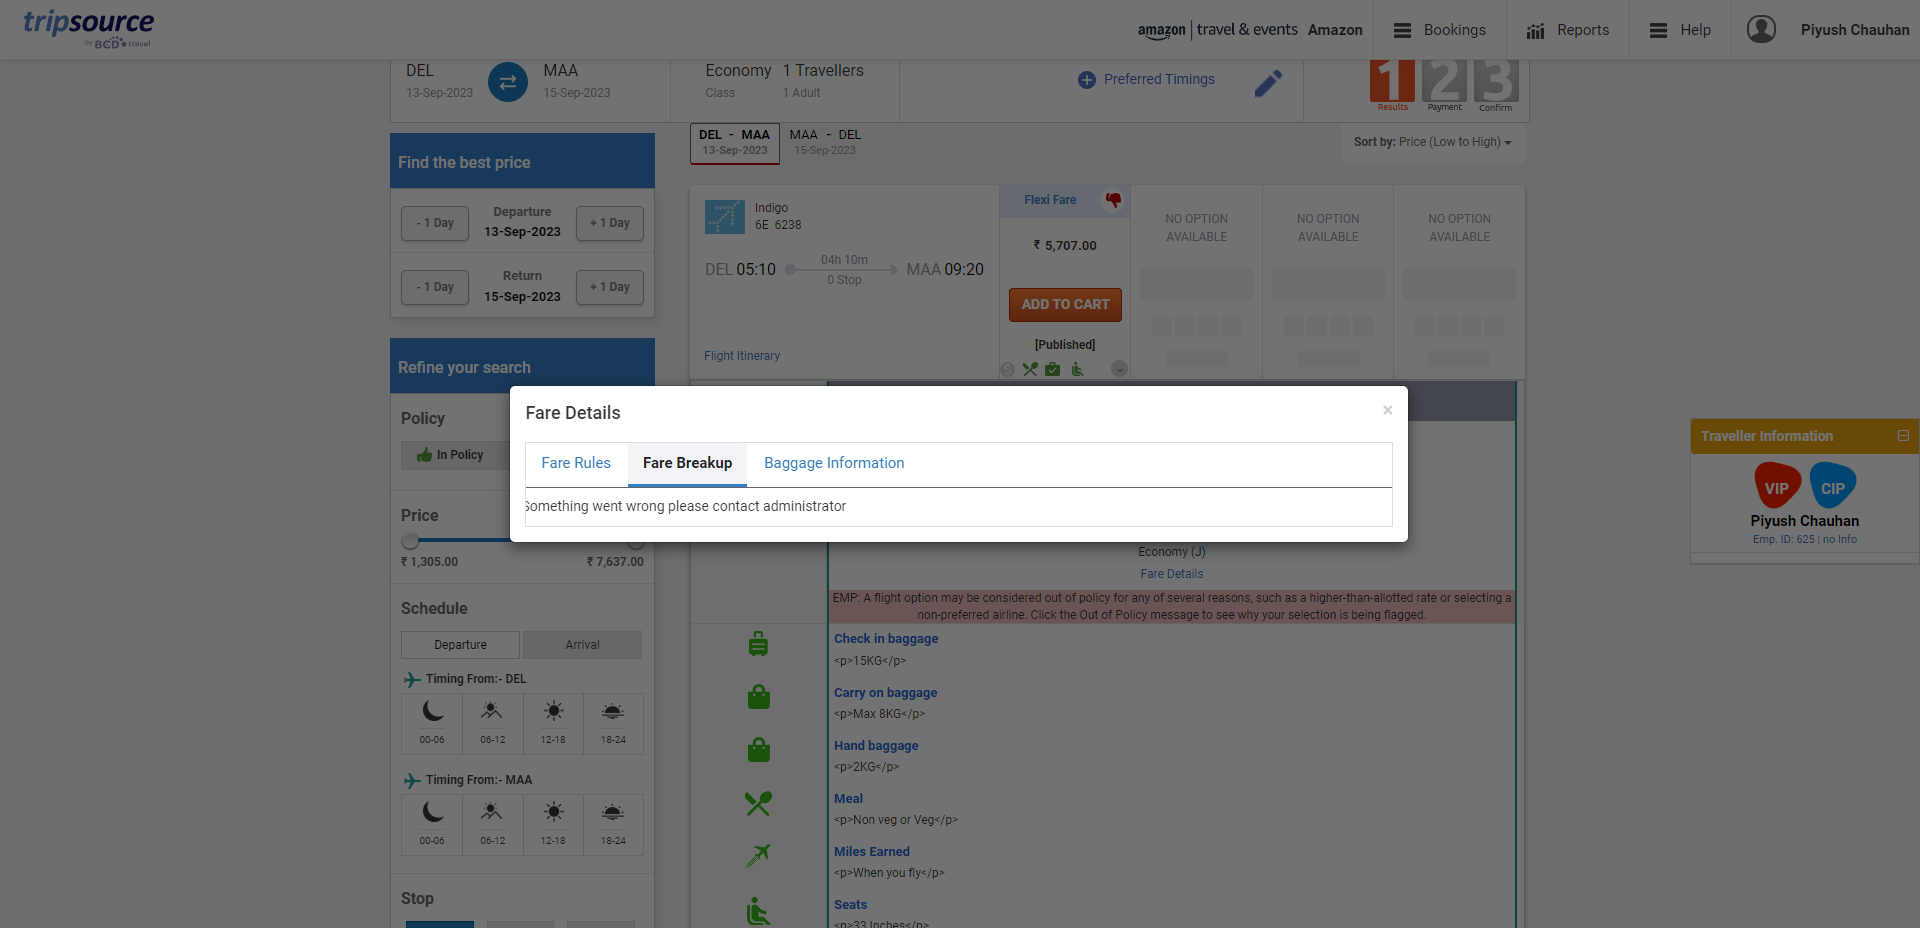 tripsource
by BCD travel
amazon | travel & events Amazon
Bookings
Reports
Help
Piyush Chauhan
DEL
13-Sep-2023
MAA
15-Sep-2023
Economy
Class
1 Travellers
1 Adult
Preferred Timings
1 2 3
Results Payment Confirm
DEL - MAA
13-Sep-2023
MAA - DEL
15-Sep-2023
Sort by: Price (Low to High)
Find the best price
- 1 Day
Departure
13-Sep-2023
+ 1 Day
- 1 Day
Return
15-Sep-2023
+ 1 Day
Refine your search
Policy
In Policy
Price
₹ 1,305.00 ₹ 7,637.00
Schedule
Departure Arrival
Timing From:- DEL
00-06 06-12 12-18 18-24
Timing From:- MAA
00-06 06-12 12-18 18-24
Stop
Indigo
6E 6238
DEL 05:10
04h 10m
0 Stop
MAA 09:20
Flight Itinerary
Flexi Fare
₹ 5,707.00
ADD TO CART
[Published]
NO OPTION
AVAILABLE
NO OPTION
AVAILABLE
NO OPTION
AVAILABLE
Fare Details
×
Fare Rules Fare Breakup Baggage Information
Something went wrong please contact administrator
Economy (J)
Fare Details
EMP: A flight option may be considered out of policy for any of several reasons, such as a higher-than-allotted rate or selecting a
non-preferred airline. Click the Out of Policy message to see why your selection is being flagged.
Check in baggage
<p>15KG</p>
Carry on baggage
<p>Max 8KG</p>
Hand baggage
<p>2KG</p>
Meal
<p>Non veg or Veg</p>
Miles Earned
<p>When you fly</p>
Seats
<p>33 Inches</p>
Traveller Information
VIP CIP
Piyush Chauhan
Emp. ID: 625 | no Info